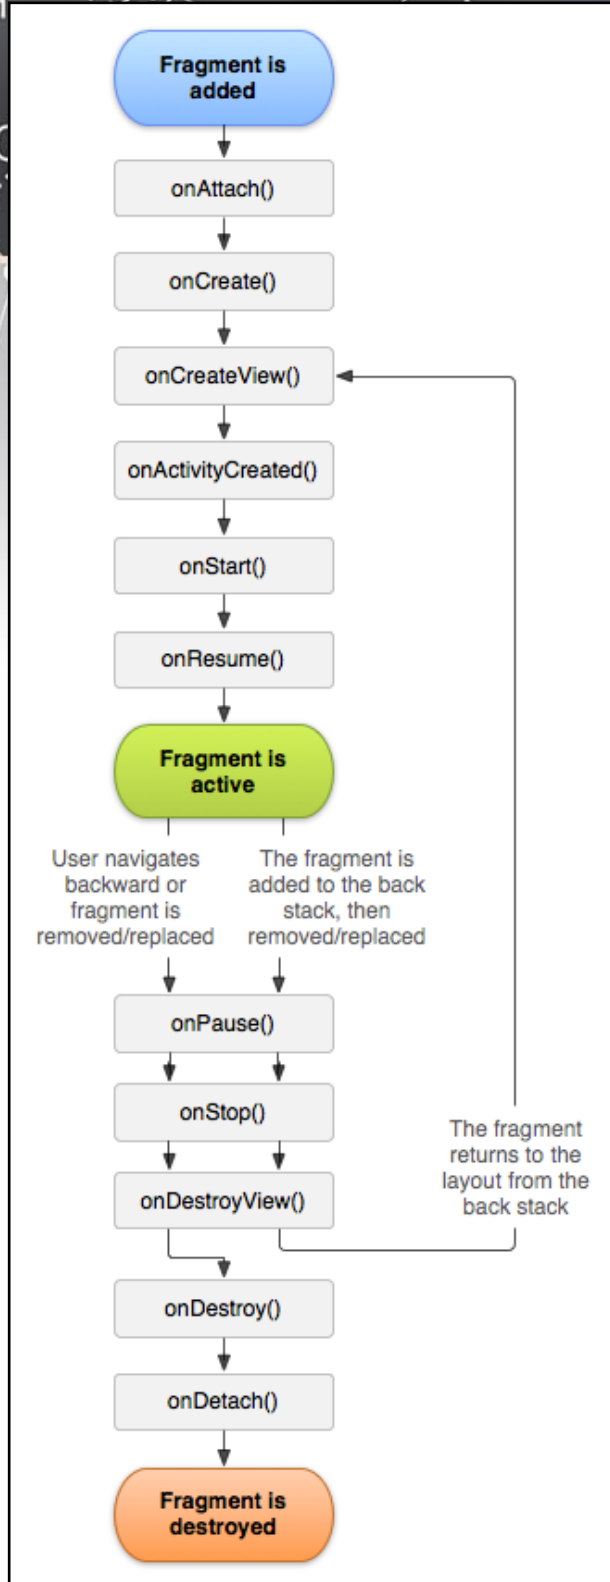 Fragment is
added
onAttach()
onCreate()
onCreateView()
onActivityCreated()
onStart()
onResume()
Fragment is
active
User navigates
backward or
fragment is
removed/replaced
The fragment is
added to the back
stack, then
removed/replaced
onPause()
onStop()
onDestroyView()
The fragment
returns to the
layout from the
back stack
onDestroy()
onDetach()
Fragment is
destroyed